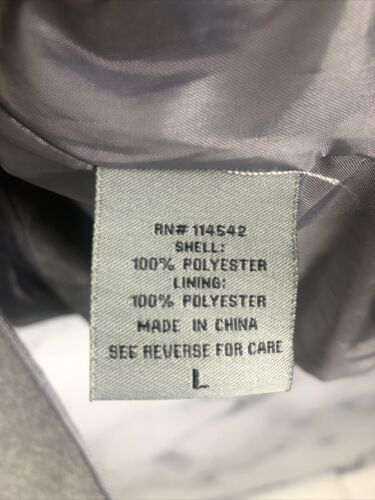 RN# 114542
SHELL:
100% POLYESTER
LINING:
100% POLYESTER
MADE IN CHINA
SEE REVERSE FOR CARE
L